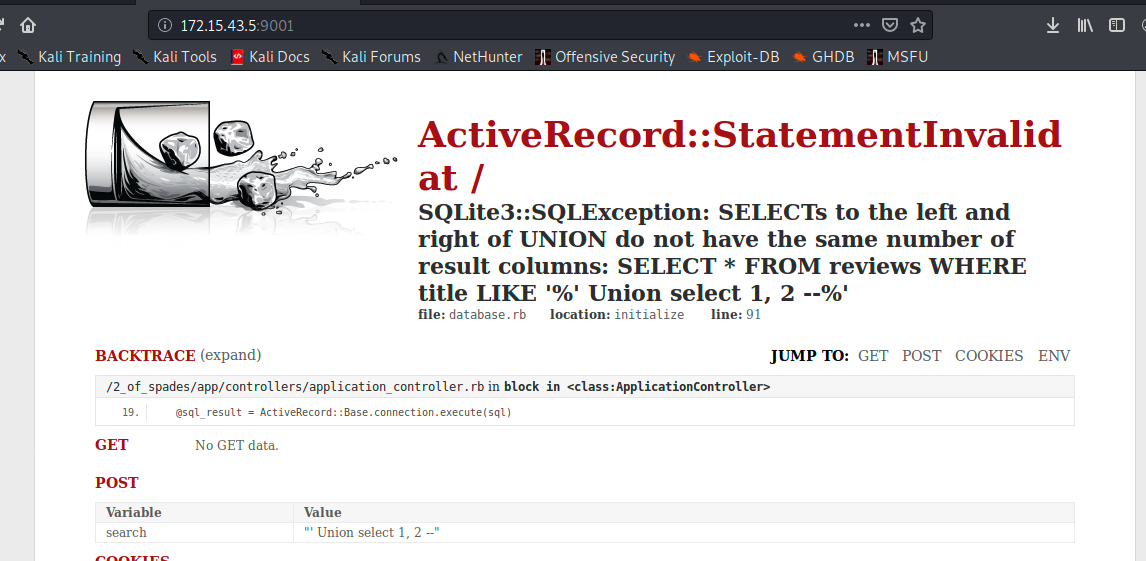 172.15.43.5:9001
Kali Training Kali Tools Kali Docs Kali Forums NetHunter Offensive Security Exploit-DB GHDB MSFU
ActiveRecord::StatementInvalid
at /
SQLite3::SQLException: SELECTs to the left and
right of UNION do not have the same number of
result columns: SELECT * FROM reviews WHERE
title LIKE '%' Union select 1, 2 --%'
file: database.rb location: initialize line: 91
BACKTRACE (expand) JUMP TO: GET POST COOKIES ENV
/2_of_spades/app/controllers/application_controller.rb in block in <class:ApplicationController>
19. @sql_result = ActiveRecord::Base.connection.execute(sql)
GET No GET data.
POST
Variable Value
search "' Union select 1, 2 --"
COOKIES